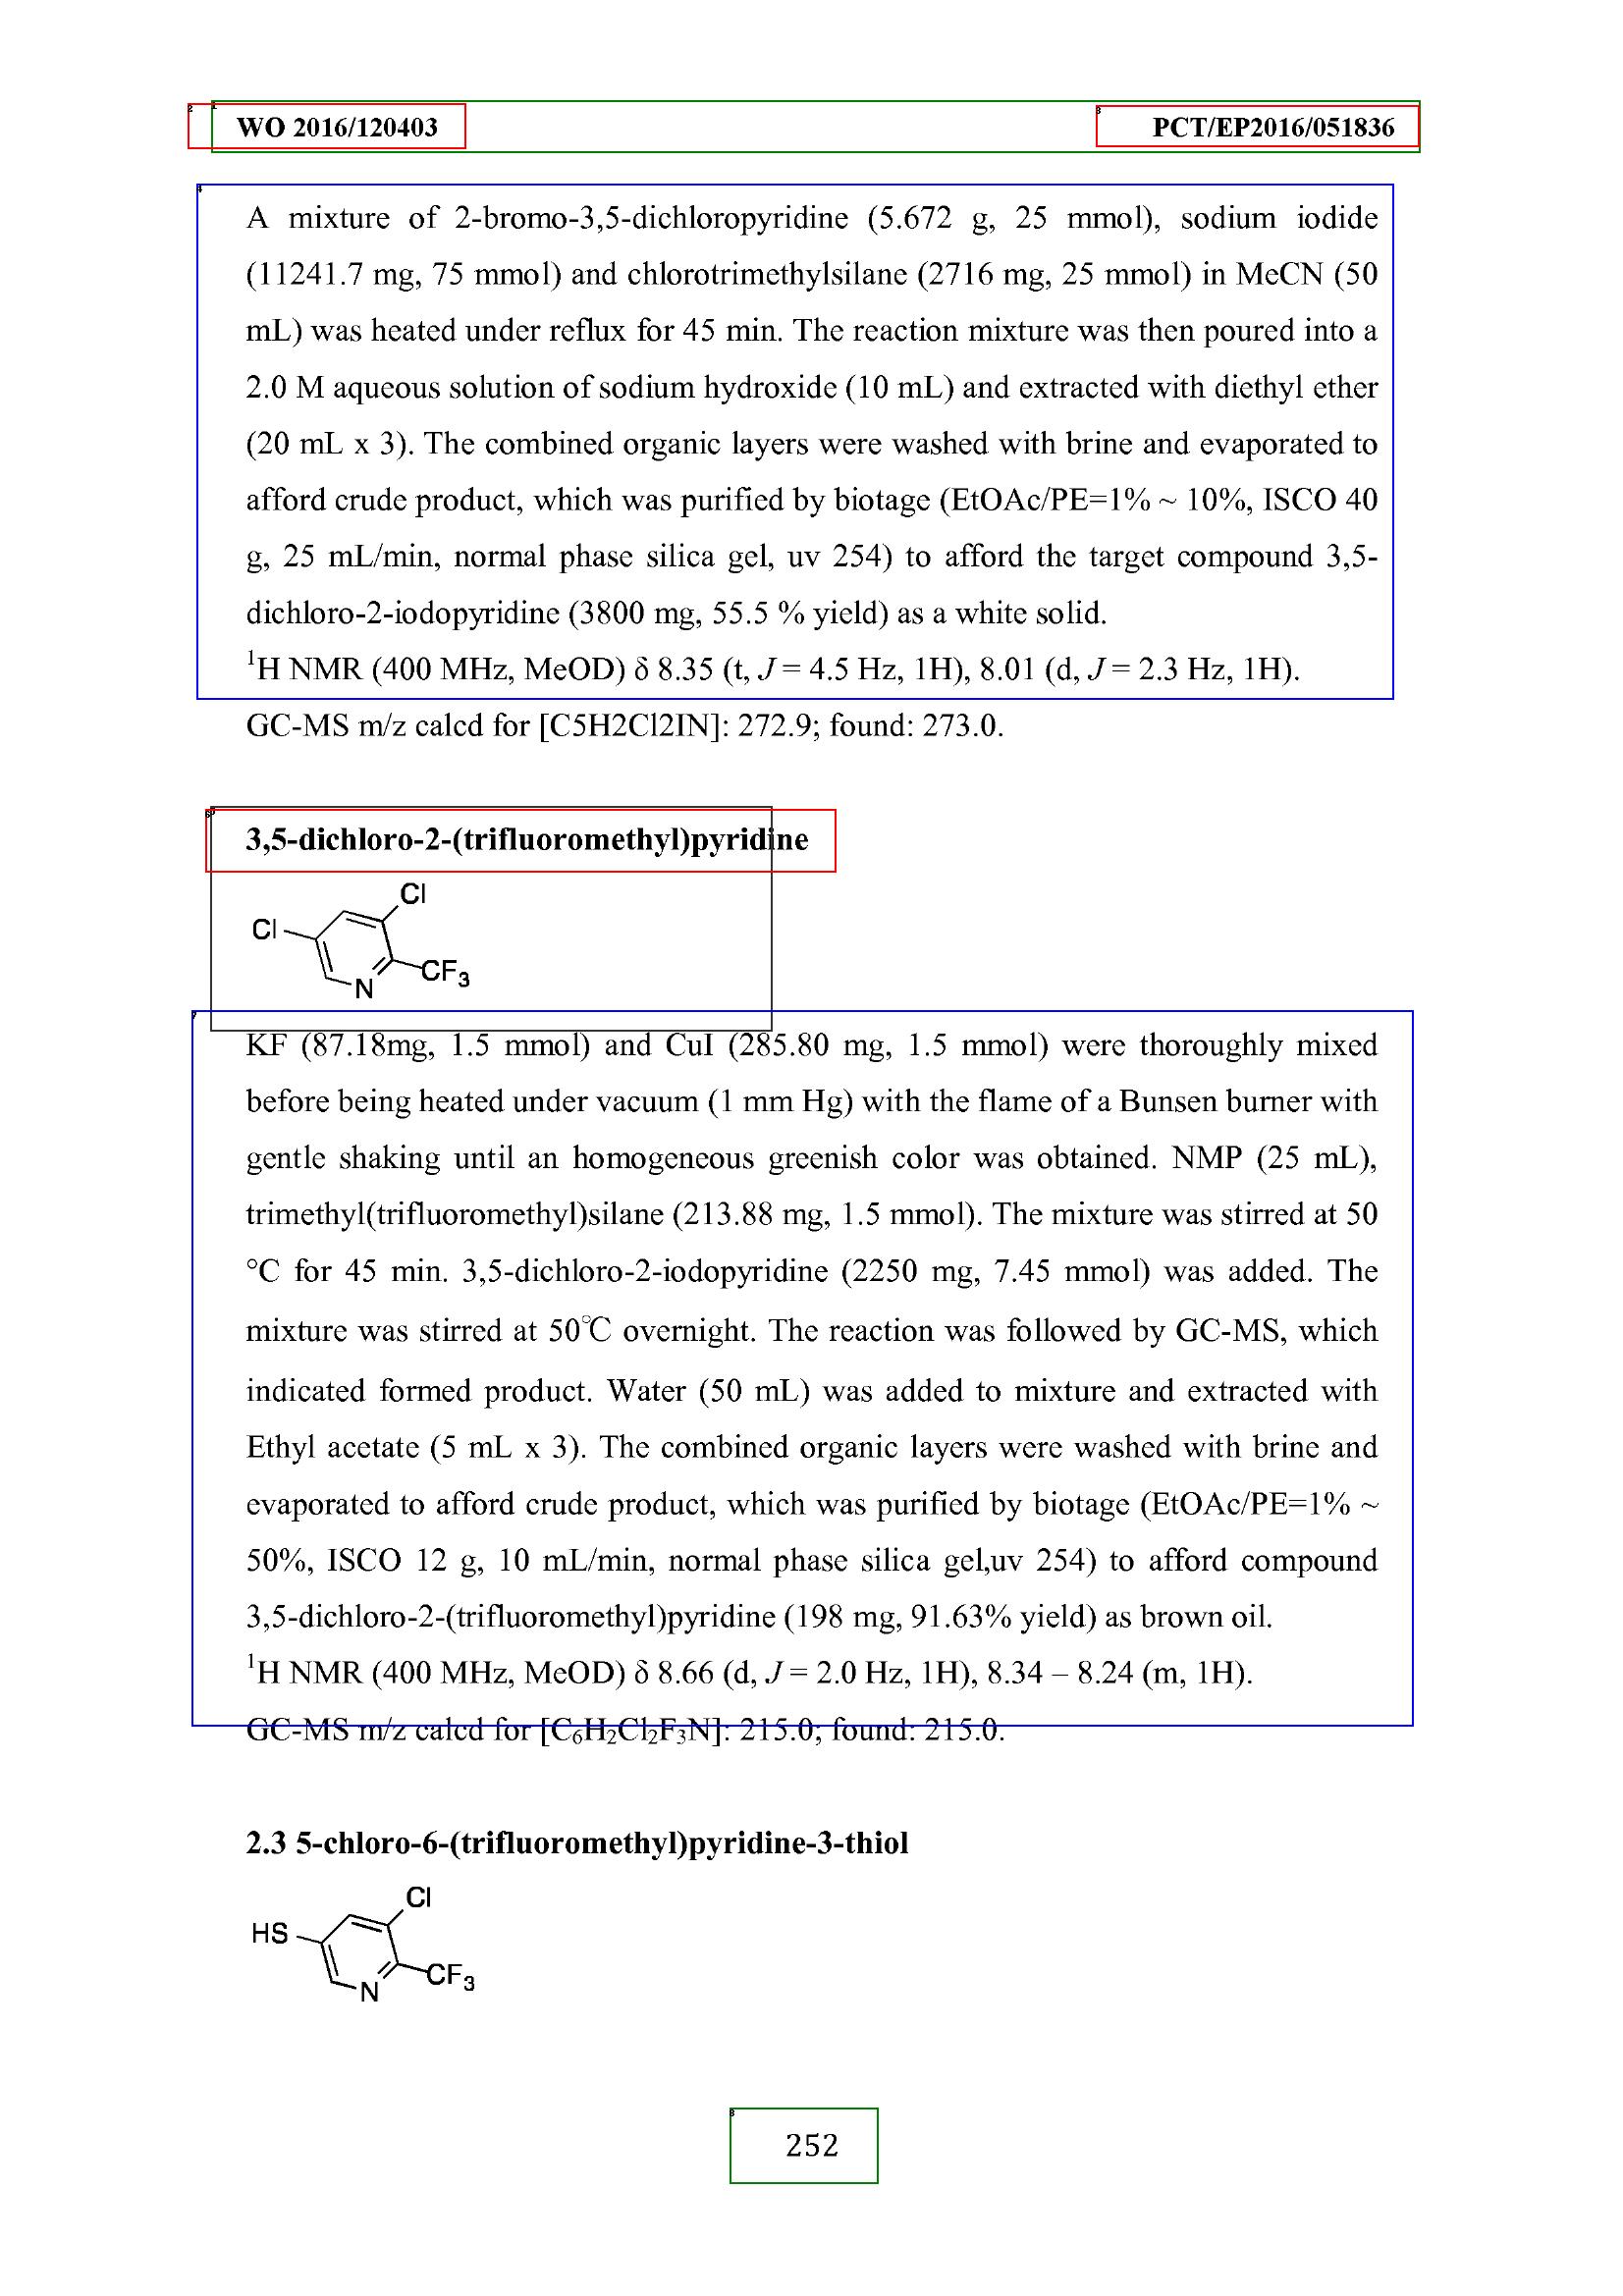 WO 2016/120403 PCT/EP2016/051836
A mixture of 2-bromo-3,5-dichloropyridine (5.672 g, 25 mmol), sodium iodide
(11241.7 mg, 75 mmol) and chlorotrimethylsilane (2716 mg, 25 mmol) in MeCN (50
mL) was heated under reflux for 45 min. The reaction mixture was then poured into a
2.0 M aqueous solution of sodium hydroxide (10 mL) and extracted with diethyl ether
(20 mL x 3). The combined organic layers were washed with brine and evaporated to
afford crude product, which was purified by biotage (EtOAc/PE=1% ~ 10%, ISCO 40
g, 25 mL/min, normal phase silica gel, uv 254) to afford the target compound 3,5-
dichloro-2-iodopyridine (3800 mg, 55.5 % yield) as a white solid.
¹H NMR (400 MHz, MeOD) δ 8.35 (t, J = 4.5 Hz, 1H), 8.01 (d, J = 2.3 Hz, 1H).
GC-MS m/z calcd for [C5H2Cl2IN]: 272.9; found: 273.0.
3,5-dichloro-2-(trifluoromethyl)pyridine
Cl
Cl
CF₃
N
KF (87.18mg, 1.5 mmol) and CuI (285.80 mg, 1.5 mmol) were thoroughly mixed
before being heated under vacuum (1 mm Hg) with the flame of a Bunsen burner with
gentle shaking until an homogeneous greenish color was obtained. NMP (25 mL),
trimethyl(trifluoromethyl)silane (213.88 mg, 1.5 mmol). The mixture was stirred at 50
°C for 45 min. 3,5-dichloro-2-iodopyridine (2250 mg, 7.45 mmol) was added. The
mixture was stirred at 50℃ overnight. The reaction was followed by GC-MS, which
indicated formed product. Water (50 mL) was added to mixture and extracted with
Ethyl acetate (5 mL x 3). The combined organic layers were washed with brine and
evaporated to afford crude product, which was purified by biotage (EtOAc/PE=1% ~
50%, ISCO 12 g, 10 mL/min, normal phase silica gel,uv 254) to afford compound
3,5-dichloro-2-(trifluoromethyl)pyridine (198 mg, 91.63% yield) as brown oil.
¹H NMR (400 MHz, MeOD) δ 8.66 (d, J = 2.0 Hz, 1H), 8.34 – 8.24 (m, 1H).
GC-MS m/z calcd for [C₆H₂Cl₂F₃N]: 215.0; found: 215.0.
2.3 5-chloro-6-(trifluoromethyl)pyridine-3-thiol
Cl
HS
CF₃
N
252